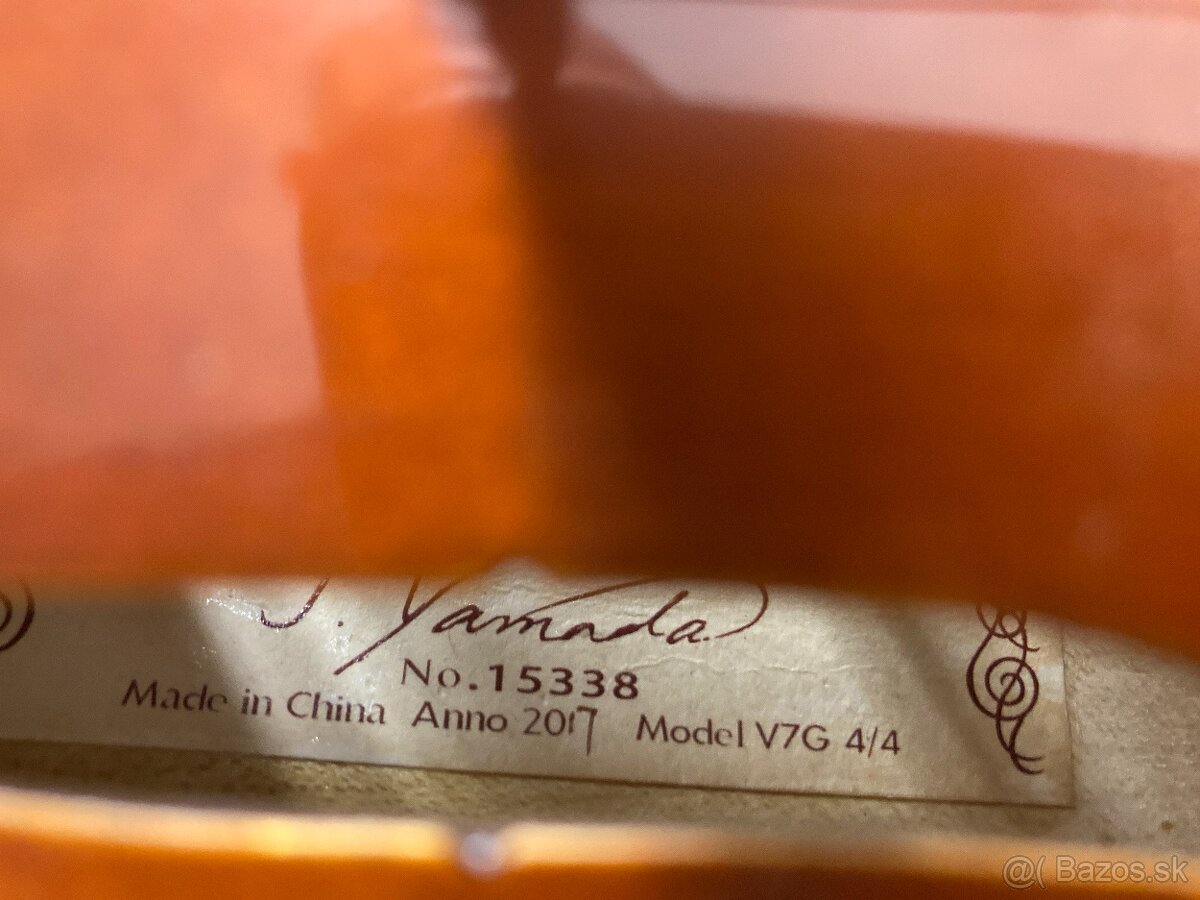 J. Yamada
No. 15338
Made in China Anno 2017 Model V7G 4/4
@( Bazos.sk